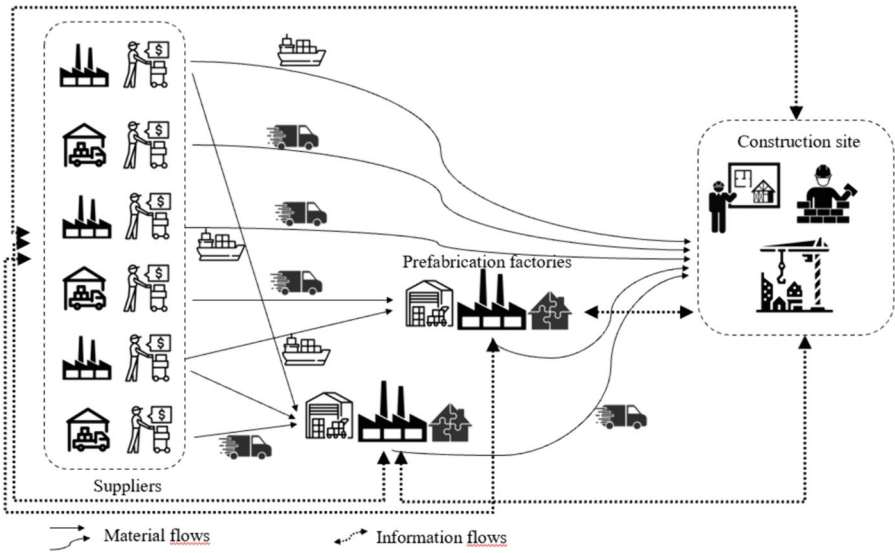 Construction site
Prefabrication factories
Suppliers
Material flows
Information flows